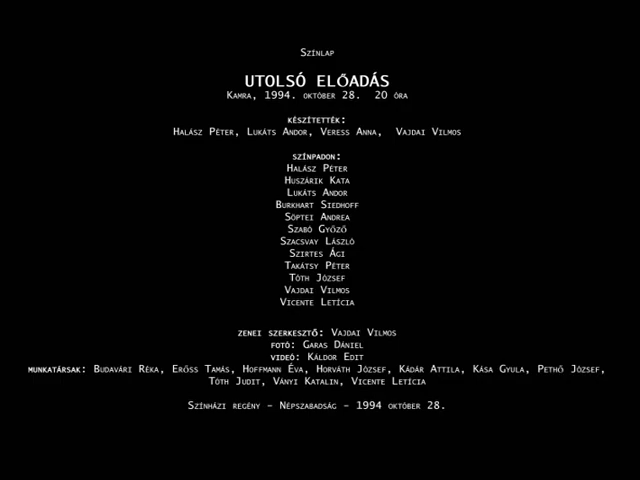 Színlap
UTOLSÓ ELŐADÁS
Kamra, 1994. október 28. 20 óra
készítették:
Halász Péter, Lukáts Andor, Veress Anna, Vajdai Vilmos
színpadon:
Halász Péter
Huszárik Kata
Lukáts Andor
Burkhart Siedhoff
Söptei Andrea
Szabó Győző
Szacsvay László
Szirtes Ági
Takátsy Péter
Tóth József
Vajdai Vilmos
Vicente Letícia
zenei szerkesztő: Vajdai Vilmos
fotó: Garas Dániel
videó: Káldor Edit
munkatársak: Budavári Réka, Erőss Tamás, Hoffmann Éva, Horváth József, Kádár Attila, Kása Gyula, Pethő József,
Tóth Judit, Ványi Katalin, Vicente Letícia
Színházi regény – Népszabadság – 1994 október 28.